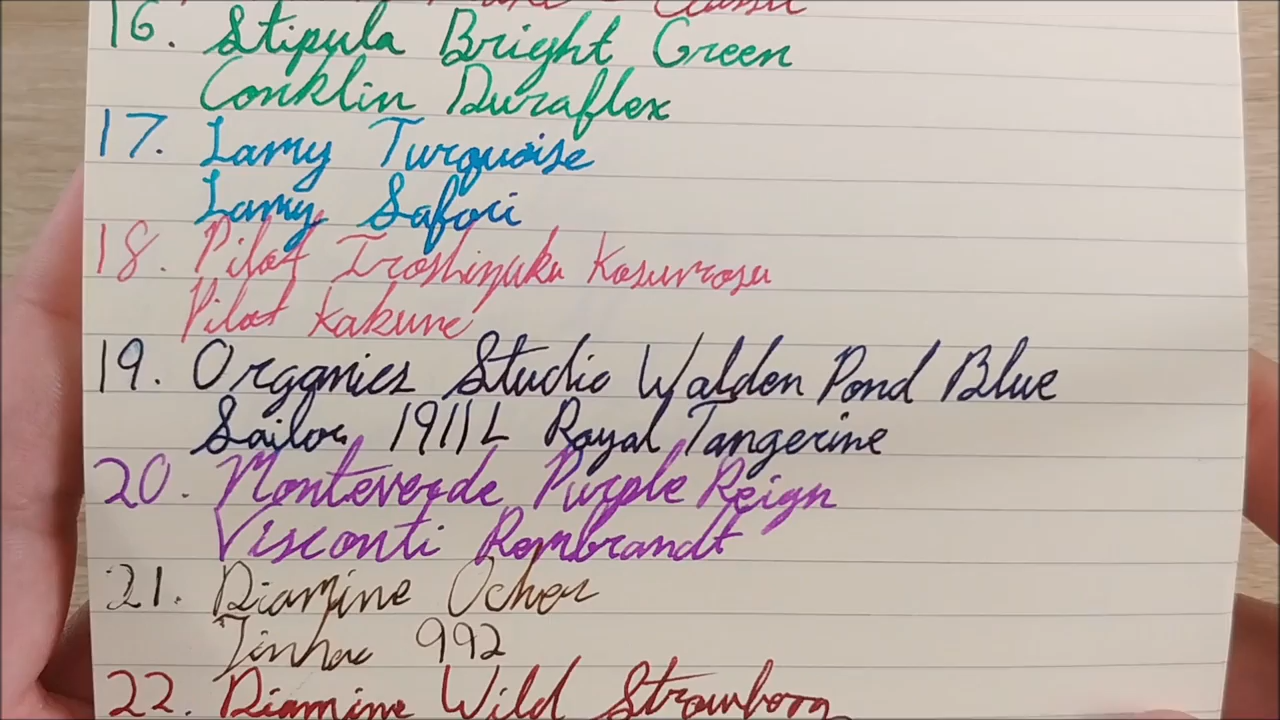 Classic
16. Stipula Bright Green
Conklin Duraflex
17. Lamy Turquoise
Lamy Safari
18. Pilot Iroshizuku Kosumosu
Pilot Kakuno
19. Organics Studio Walden Pond Blue
Sailor 1911L Royal Tangerine
20. Monteverde Purple Reign
Visconti Rembrandt
21. Diamine Ocher
Jinhao 992
22. Diamine Wild Strawberry